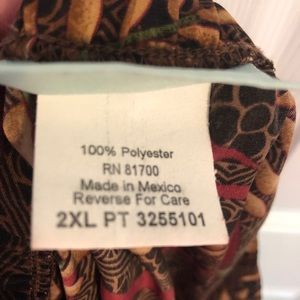 100% Polyester
RN 81700
Made in Mexico
Reverse For Care
2XL PT 3255101